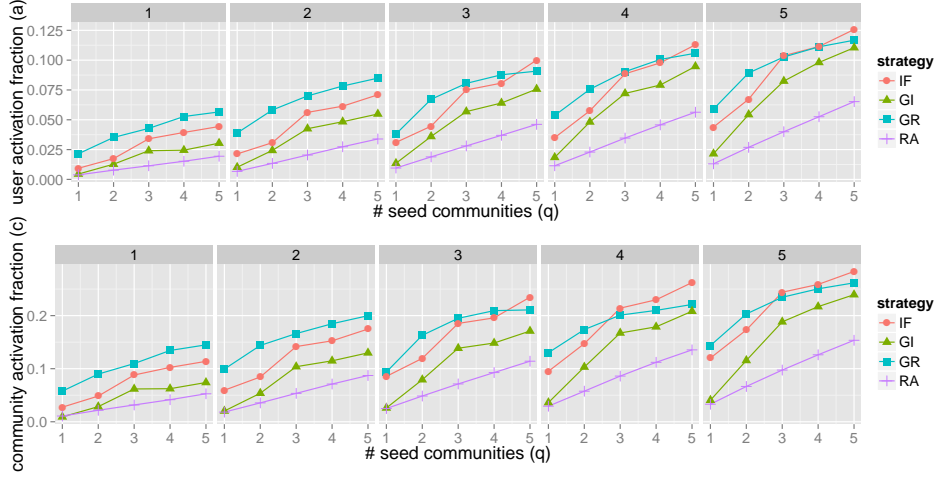 1 2 3 4 5
user activation fraction (a)
0.125
0.100
0.075
0.050
0.025
0.000
1 2 3 4 5 1 2 3 4 5 1 2 3 4 5 1 2 3 4 5 1 2 3 4 5
# seed communities (q)
strategy
IF
GI
GR
RA
1 2 3 4 5
community activation fraction (c)
0.2
0.1
0.0
1 2 3 4 5 1 2 3 4 5 1 2 3 4 5 1 2 3 4 5 1 2 3 4 5
# seed communities (q)
strategy
IF
GI
GR
RA